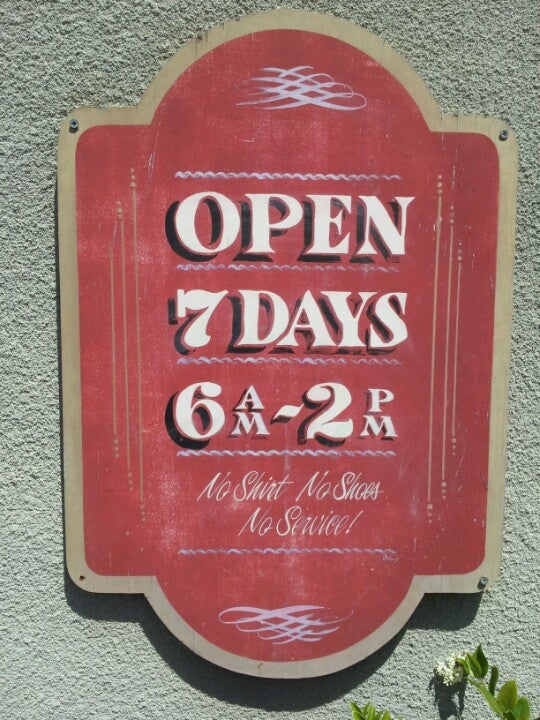 OPEN
7 DAYS
6 AM - 2 PM
No Shirt No Shoes
No Service!